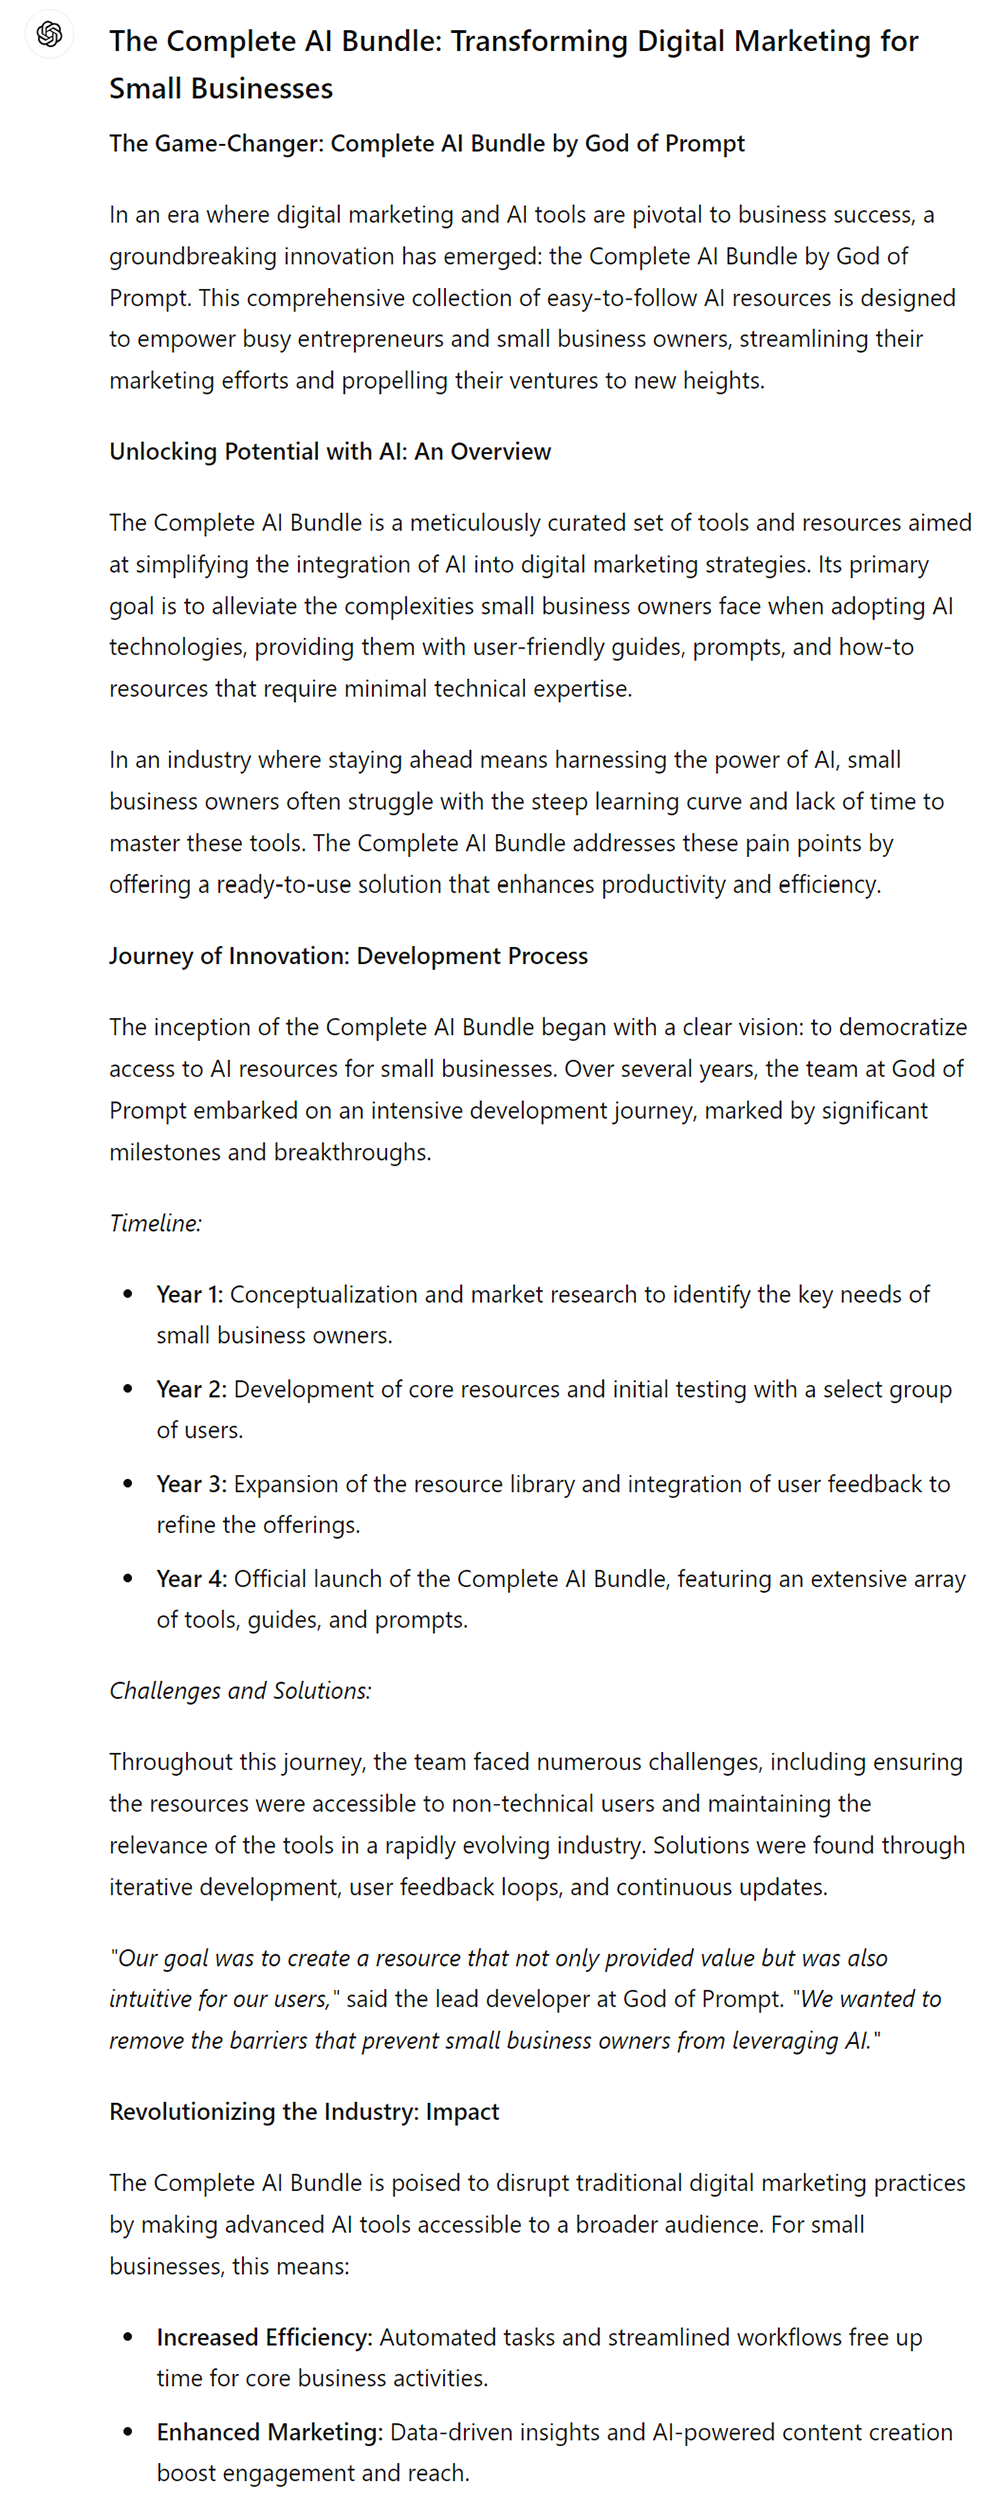 The Complete AI Bundle: Transforming Digital Marketing for
Small Businesses
The Game-Changer: Complete AI Bundle by God of Prompt
In an era where digital marketing and AI tools are pivotal to business success, a
groundbreaking innovation has emerged: the Complete AI Bundle by God of
Prompt. This comprehensive collection of easy-to-follow AI resources is designed
to empower busy entrepreneurs and small business owners, streamlining their
marketing efforts and propelling their ventures to new heights.
Unlocking Potential with AI: An Overview
The Complete AI Bundle is a meticulously curated set of tools and resources aimed
at simplifying the integration of AI into digital marketing strategies. Its primary
goal is to alleviate the complexities small business owners face when adopting AI
technologies, providing them with user-friendly guides, prompts, and how-to
resources that require minimal technical expertise.
In an industry where staying ahead means harnessing the power of AI, small
business owners often struggle with the steep learning curve and lack of time to
master these tools. The Complete AI Bundle addresses these pain points by
offering a ready-to-use solution that enhances productivity and efficiency.
Journey of Innovation: Development Process
The inception of the Complete AI Bundle began with a clear vision: to democratize
access to AI resources for small businesses. Over several years, the team at God of
Prompt embarked on an intensive development journey, marked by significant
milestones and breakthroughs.
Timeline:
• Year 1: Conceptualization and market research to identify the key needs of
small business owners.
• Year 2: Development of core resources and initial testing with a select group
of users.
• Year 3: Expansion of the resource library and integration of user feedback to
refine the offerings.
• Year 4: Official launch of the Complete AI Bundle, featuring an extensive array
of tools, guides, and prompts.
Challenges and Solutions:
Throughout this journey, the team faced numerous challenges, including ensuring
the resources were accessible to non-technical users and maintaining the
relevance of the tools in a rapidly evolving industry. Solutions were found through
iterative development, user feedback loops, and continuous updates.
"Our goal was to create a resource that not only provided value but was also
intuitive for our users," said the lead developer at God of Prompt. "We wanted to
remove the barriers that prevent small business owners from leveraging AI."
Revolutionizing the Industry: Impact
The Complete AI Bundle is poised to disrupt traditional digital marketing practices
by making advanced AI tools accessible to a broader audience. For small
businesses, this means:
• Increased Efficiency: Automated tasks and streamlined workflows free up
time for core business activities.
• Enhanced Marketing: Data-driven insights and AI-powered content creation
boost engagement and reach.